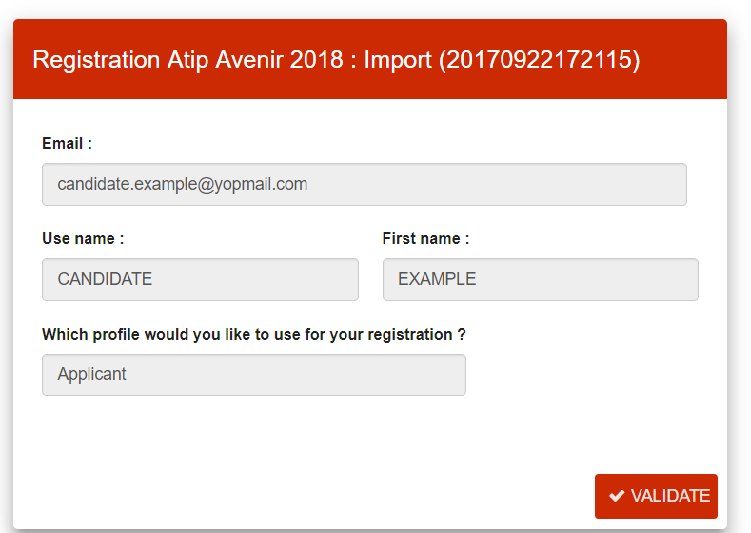 Registration Atip Avenir 2018 : Import (20170922172115)
Email :
candidate.example@yopmail.com
Use name :
First name :
CANDIDATE
EXAMPLE
Which profile would you like to use for your registration ?
Applicant
VALIDATE